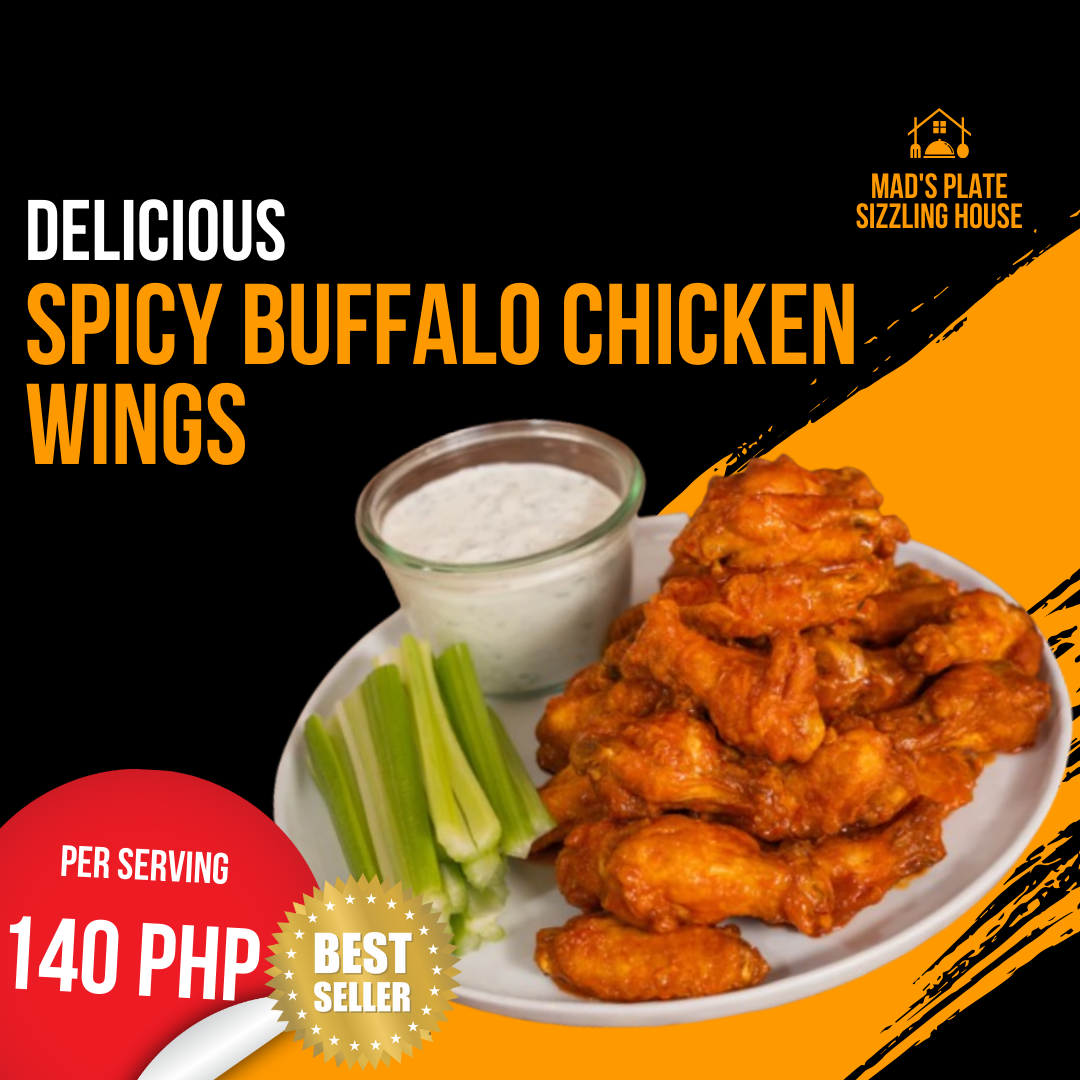 MAD'S PLATE
SIZZLING HOUSE
DELICIOUS
SPICY BUFFALO CHICKEN
WINGS
PER SERVING
140 PHP
BEST
SELLER